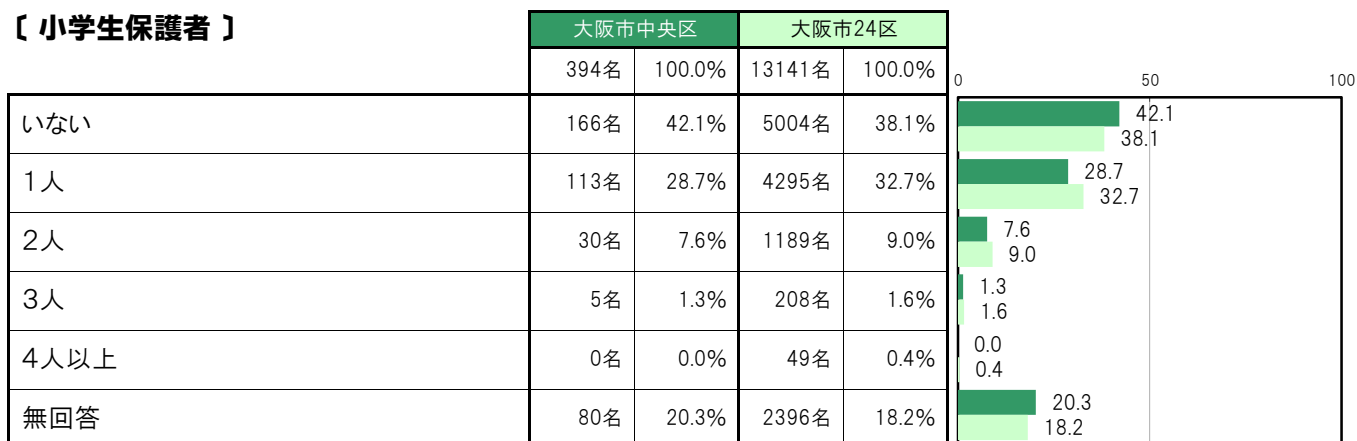 〔 小学生保護者 〕
大阪市中央区 大阪市24区
394名 100.0% 13141名 100.0%
0 50 100
いない 166名 42.1% 5004名 38.1% 42.1
38.1
1人 113名 28.7% 4295名 32.7% 28.7
32.7
2人 30名 7.6% 1189名 9.0% 7.6
9.0
3人 5名 1.3% 208名 1.6% 1.3
1.6
4人以上 0名 0.0% 49名 0.4% 0.0
0.4
無回答 80名 20.3% 2396名 18.2% 20.3
18.2